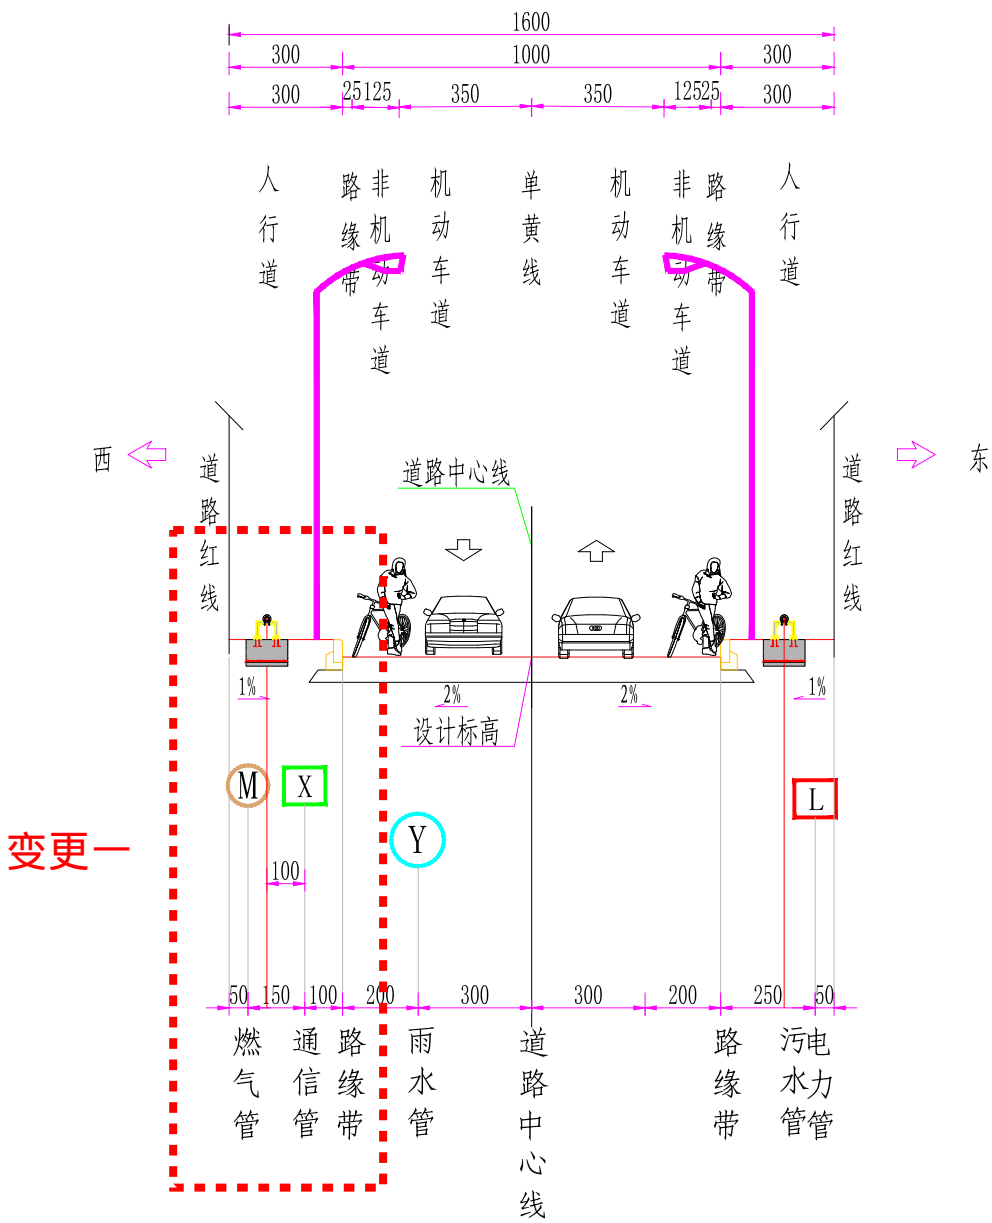 1600
300 1000 300
300 25 125 350 350 125 25 300
人行道
路缘带
非机动车道
机动车道
单黄线
机动车道
非机动车道
路缘带
人行道
西
东
道路红线
道路中心线
道路红线
1% 2% 2% 1%
设计标高
M X Y L
变更一
100
50 150 100 200 300 300 200 250 50
燃气管
通信管
路缘带
雨水管
道路中心线
路缘带
污水管
电力管